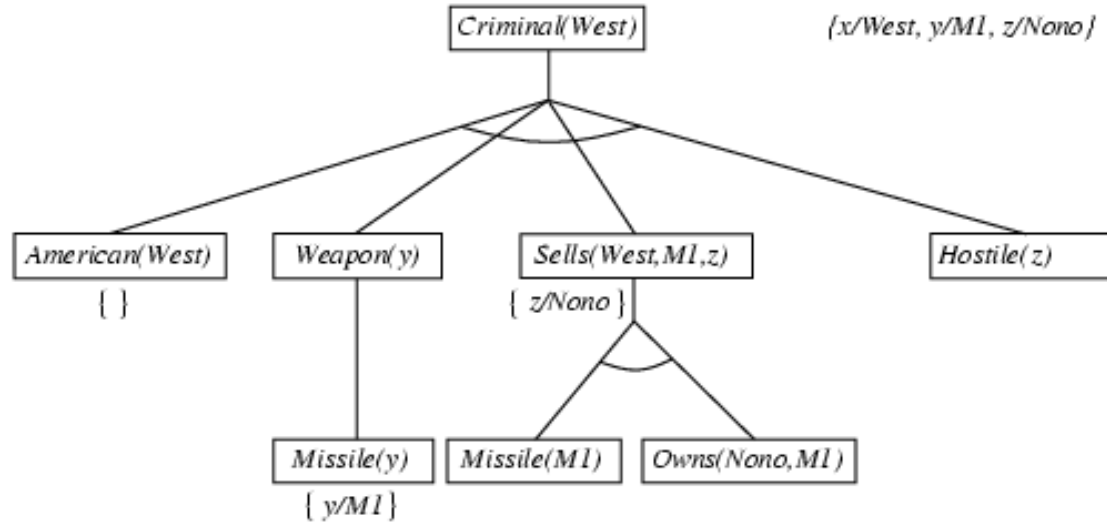 Criminal(West)
{x/West, y/M1, z/Nono}
American(West)
Weapon(y)
Sells(West,M1,z)
Hostile(z)
{ }
{ z/Nono }
Missile(y)
Missile(M1)
Owns(Nono,M1)
{ y/M1}